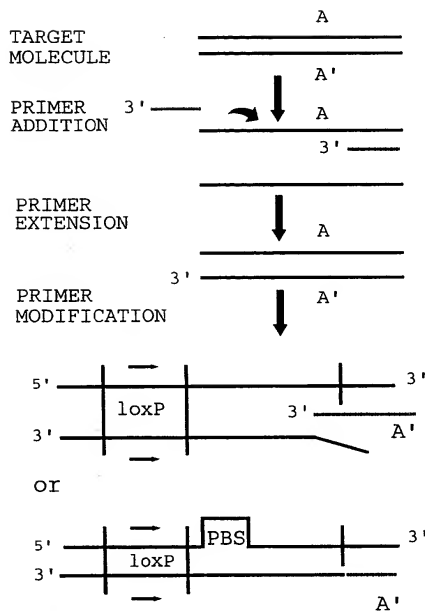 A
TARGET
MOLECULE
A'
PRIMER 3' A
ADDITION
3'
PRIMER
EXTENSION
A
3'
PRIMER A'
MODIFICATION
5' 3'
loxP 3'
3' A'
or
5' PBS 3'
loxP
3'
A'